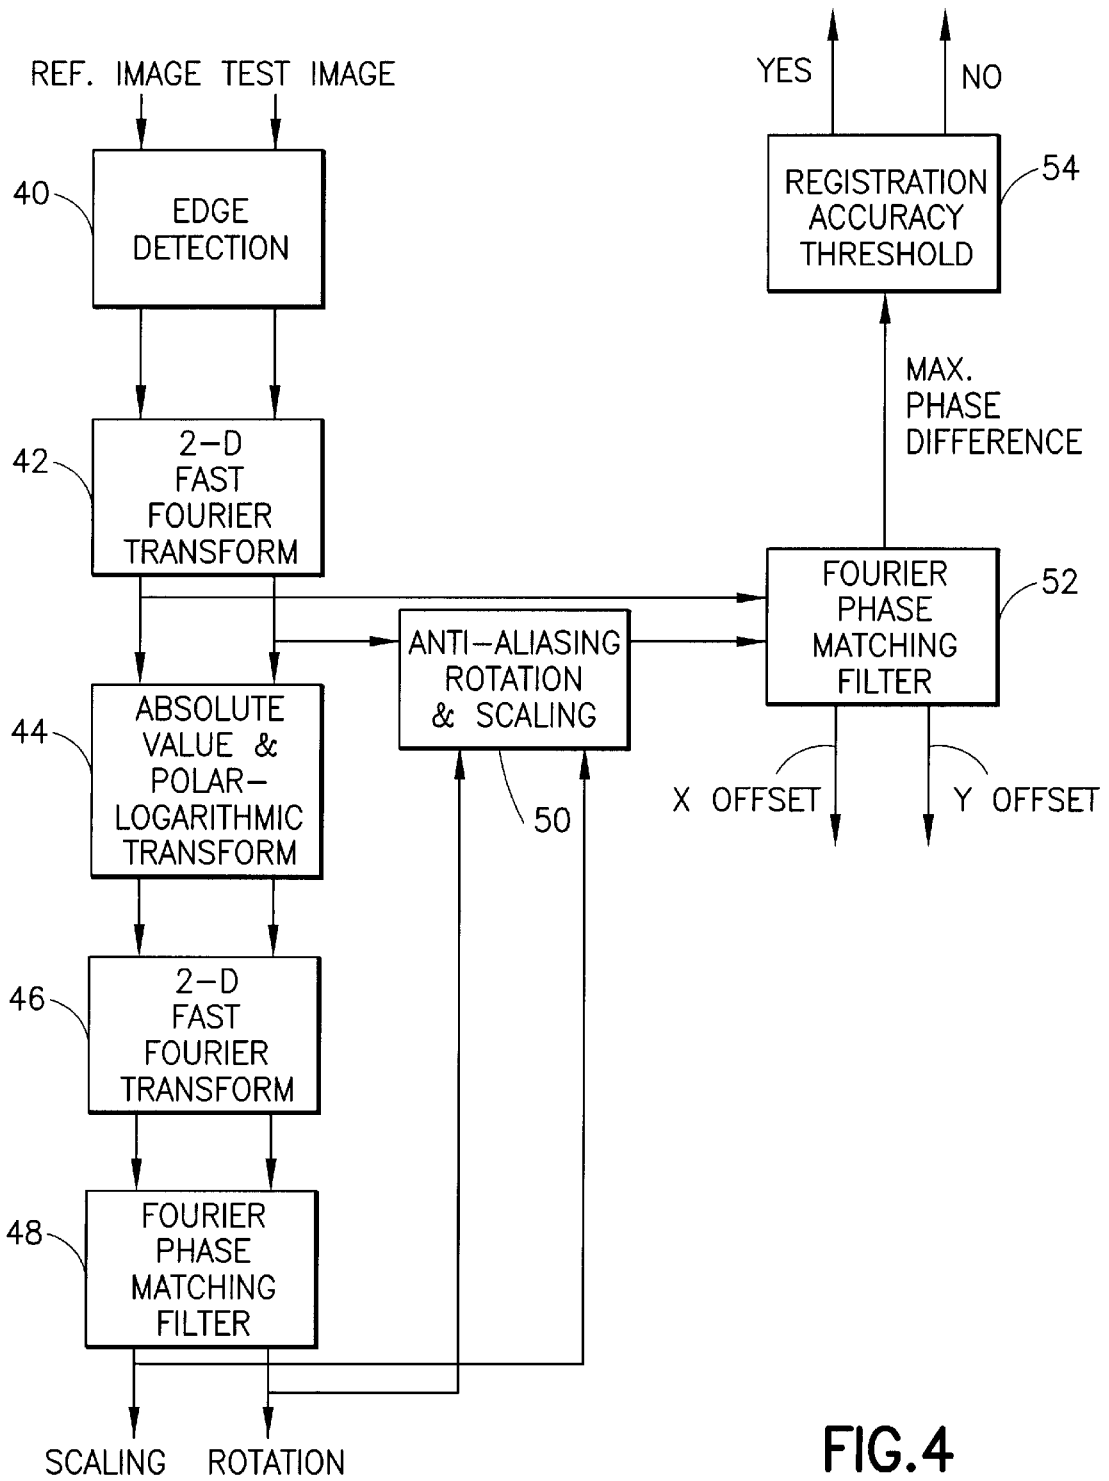 REF. IMAGE TEST IMAGE
40
EDGE
DETECTION
42
2-D
FAST
FOURIER
TRANSFORM
44
ABSOLUTE
VALUE &
POLAR-
LOGARITHMIC
TRANSFORM
46
2-D
FAST
FOURIER
TRANSFORM
48
FOURIER
PHASE
MATCHING
FILTER
SCALING ROTATION
ANTI-ALIASING
ROTATION
& SCALING
50
YES NO
REGISTRATION
ACCURACY
THRESHOLD
54
MAX.
PHASE
DIFFERENCE
FOURIER
PHASE
MATCHING
FILTER
52
X OFFSET Y OFFSET
FIG.4